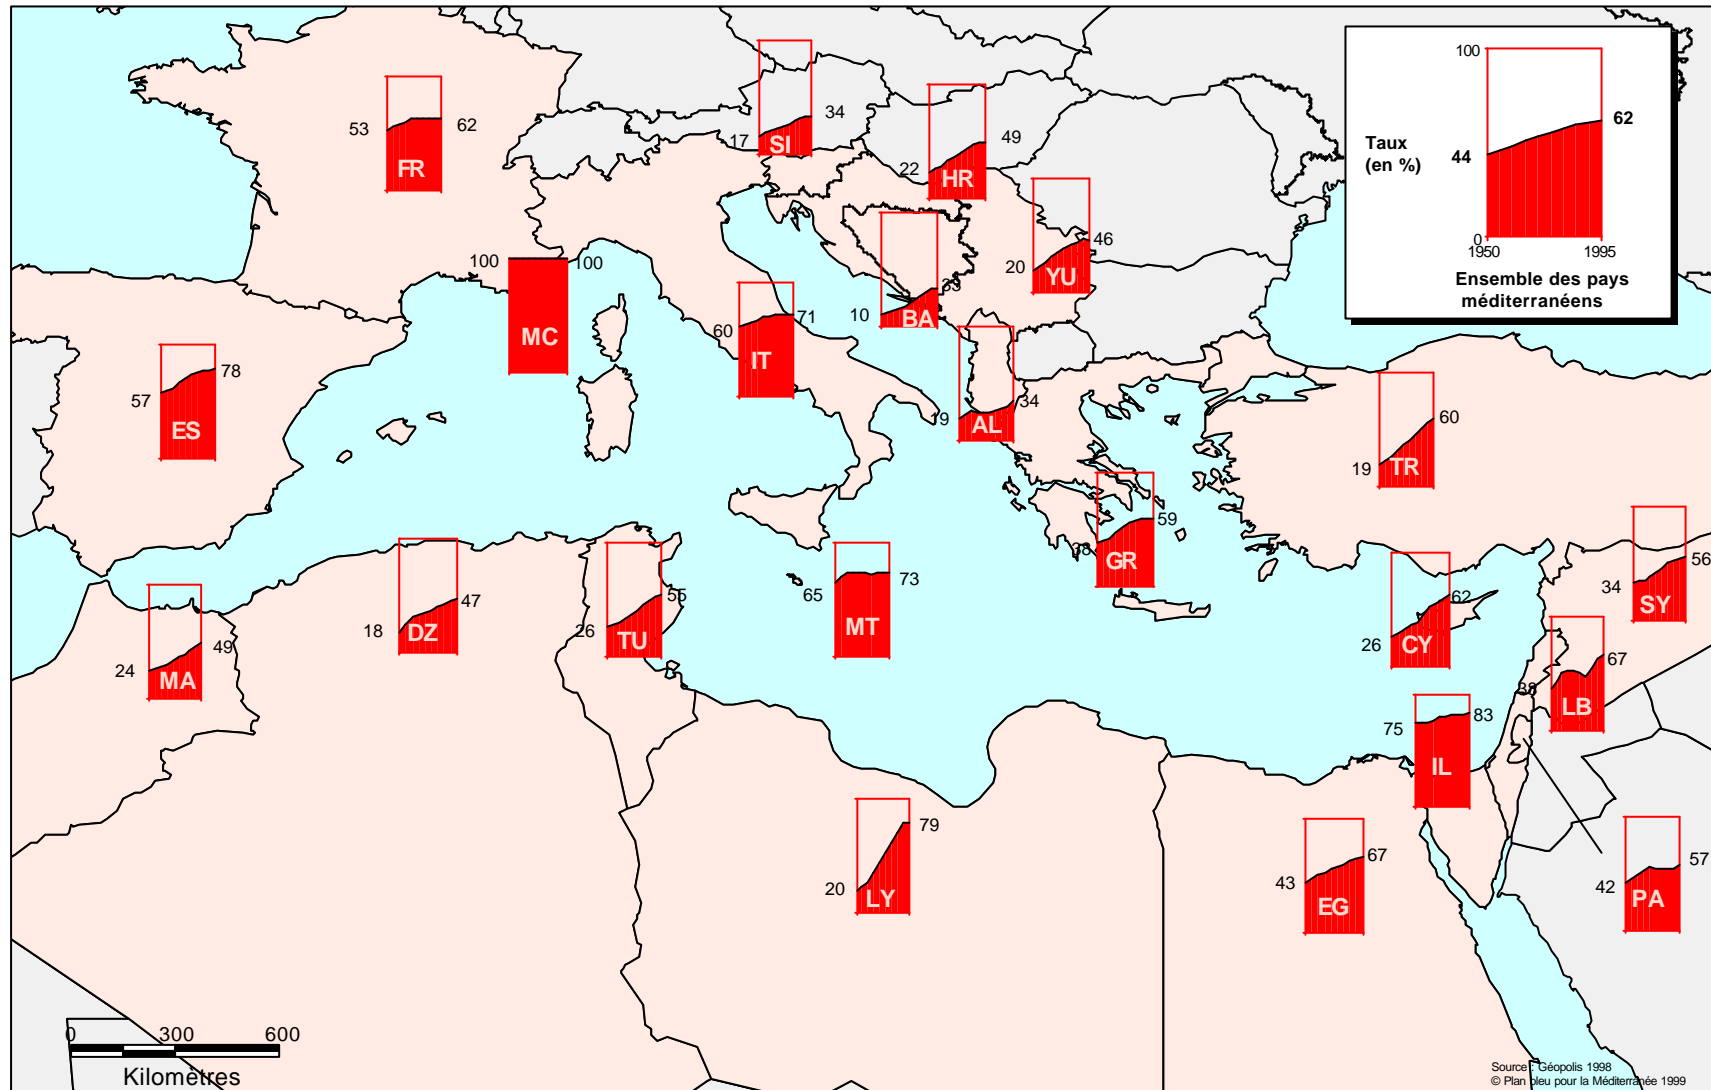 100
62
Taux
(en %)
44
0
1950
1995
Ensemble des pays
méditerranéens
53
62
FR
17
34
SI
22
49
HR
20
46
YU
10
33
BA
100
100
MC
60
71
IT
57
78
ES
19
34
AL
19
60
TR
38
59
GR
24
49
MA
18
47
DZ
26
55
TU
65
73
MT
26
62
CY
34
56
SY
38
67
LB
75
83
IL
20
79
LY
43
67
EG
42
57
PA
0 300 600
Kilomètres
Source : Géopolis 1998
© Plan bleu pour la Méditerranée 1999